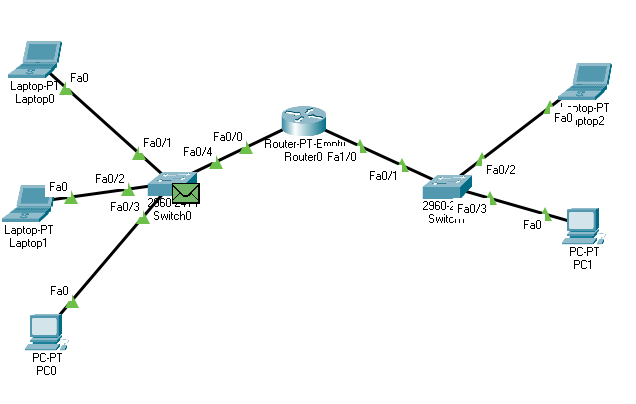 Fa0
Laptop-PT
Laptop0
Fa0/1
Fa0/0
Fa0/4
Router-PT-Empty
Router0
Fa1/0
Fa0/1
Fa0/2
Fa0
Laptop-PT
Fa0
Fa0/2
Fa0/3
Laptop-PT
Laptop1
Switch0
Fa0/3
Fa0
PC-PT
PC1
Fa0
PC-PT
PC0